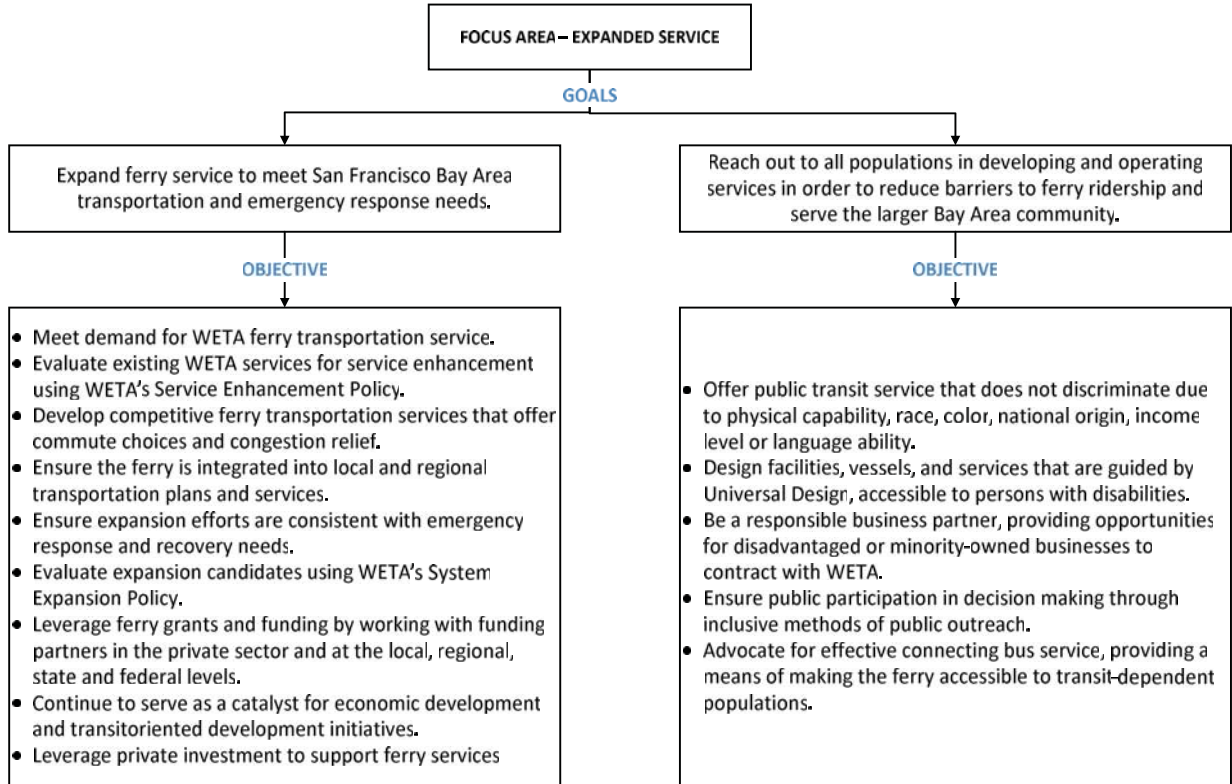 FOCUS AREA – EXPANDED SERVICE
GOALS
Expand ferry service to meet San Francisco Bay Area
transportation and emergency response needs.
Reach out to all populations in developing and operating
services in order to reduce barriers to ferry ridership and
serve the larger Bay Area community.
OBJECTIVE
OBJECTIVE
• Meet demand for WETA ferry transportation service.
• Evaluate existing WETA services for service enhancement
using WETA's Service Enhancement Policy.
• Develop competitive ferry transportation services that offer
commute choices and congestion relief.
• Ensure the ferry is integrated into local and regional
transportation plans and services.
• Ensure expansion efforts are consistent with emergency
response and recovery needs.
• Evaluate expansion candidates using WETA's System
Expansion Policy.
• Leverage ferry grants and funding by working with funding
partners in the private sector and at the local, regional,
state and federal levels.
• Continue to serve as a catalyst for economic development
and transitoriented development initiatives.
• Leverage private investment to support ferry services
• Offer public transit service that does not discriminate due
to physical capability, race, color, national origin, income
level or language ability.
• Design facilities, vessels, and services that are guided by
Universal Design, accessible to persons with disabilities.
• Be a responsible business partner, providing opportunities
for disadvantaged or minority-owned businesses to
contract with WETA.
• Ensure public participation in decision making through
inclusive methods of public outreach.
• Advocate for effective connecting bus service, providing a
means of making the ferry accessible to transit-dependent
populations.